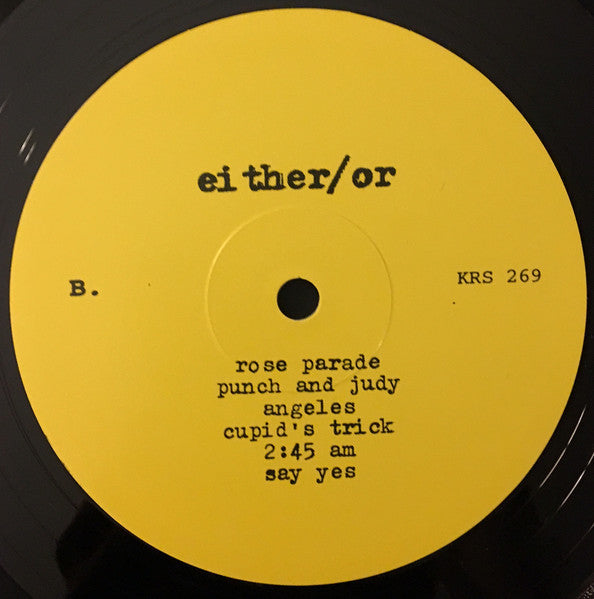 either/or
B.
KRS 269
rose parade
punch and judy
angeles
cupid's trick
2:45 am
say yes